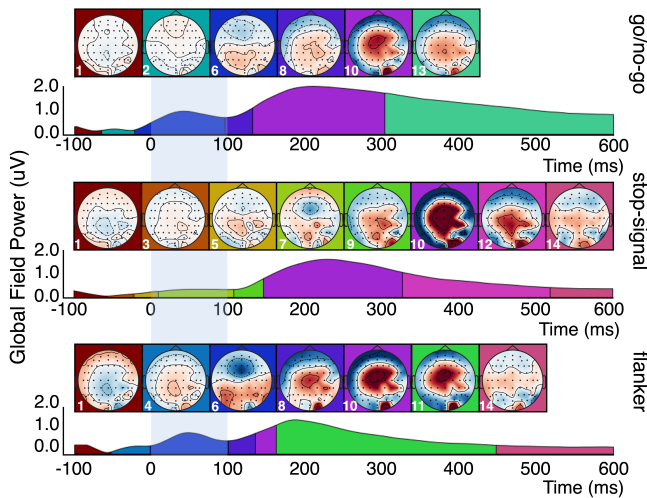 go/no-go
1 2 6 8 10 13
2.0
1.0
0.0
-100 0 100 200 300 400 500 600
Time (ms)
Global Field Power (uV)
stop-signal
1 3 5 7 9 10 12 14
2.0
1.0
0.0
-100 0 100 200 300 400 500 600
Time (ms)
flanker
1 4 6 8 10 11 14
2.0
1.0
0.0
-100 0 100 200 300 400 500 600
Time (ms)